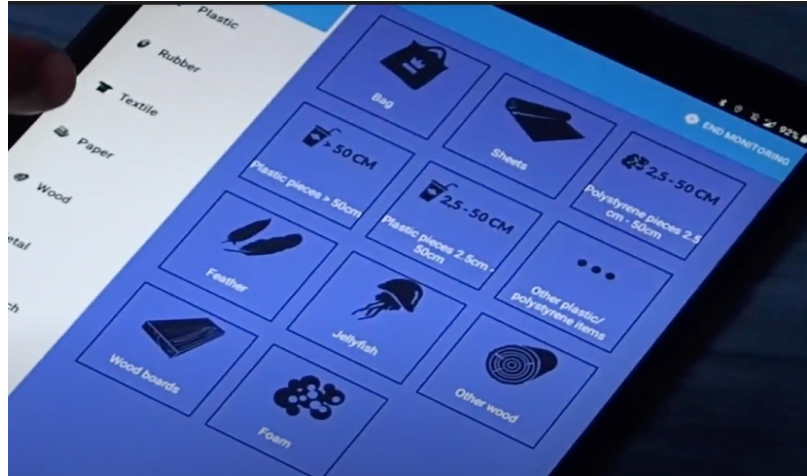 Plastic
Rubber
Textile
Paper
Wood
etal
ch
92%
END MONITORING
Bag
Sheets
2,5 - 50 CM
Polystyrene pieces 2.5
cm - 50cm
> 50 CM
Plastic pieces > 50cm
2,5 - 50 CM
Plastic pieces 2.5cm -
50cm
Other plastic/
polystyrene items
Feather
Jellyfish
Other wood
Wood boards
Foam